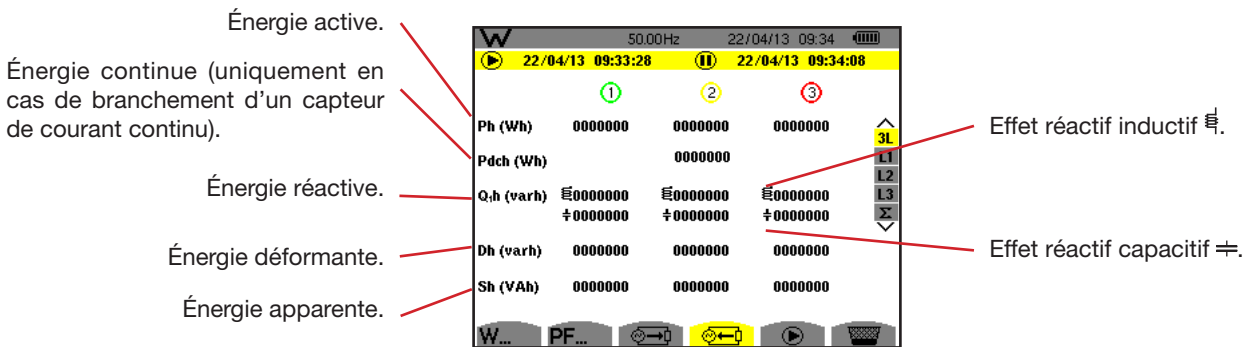 Énergie active.
Énergie continue (uniquement en
cas de branchement d'un capteur
de courant continu).
Énergie réactive.
Énergie déformante.
Énergie apparente.
W 50.00Hz 22/04/13 09:34
22/04/13 09:33:28 22/04/13 09:34:08
1 2 3
Ph (Wh) 0000000 0000000 0000000
Pdch (Wh) 0000000
Q₁h (varh) 0000000 0000000 0000000
0000000 0000000 0000000
Dh (varh) 0000000 0000000 0000000
Sh (VAh) 0000000 0000000 0000000
3L
L1
L2
L3
Σ
W... PF...
Effet réactif inductif .
Effet réactif capacitif .